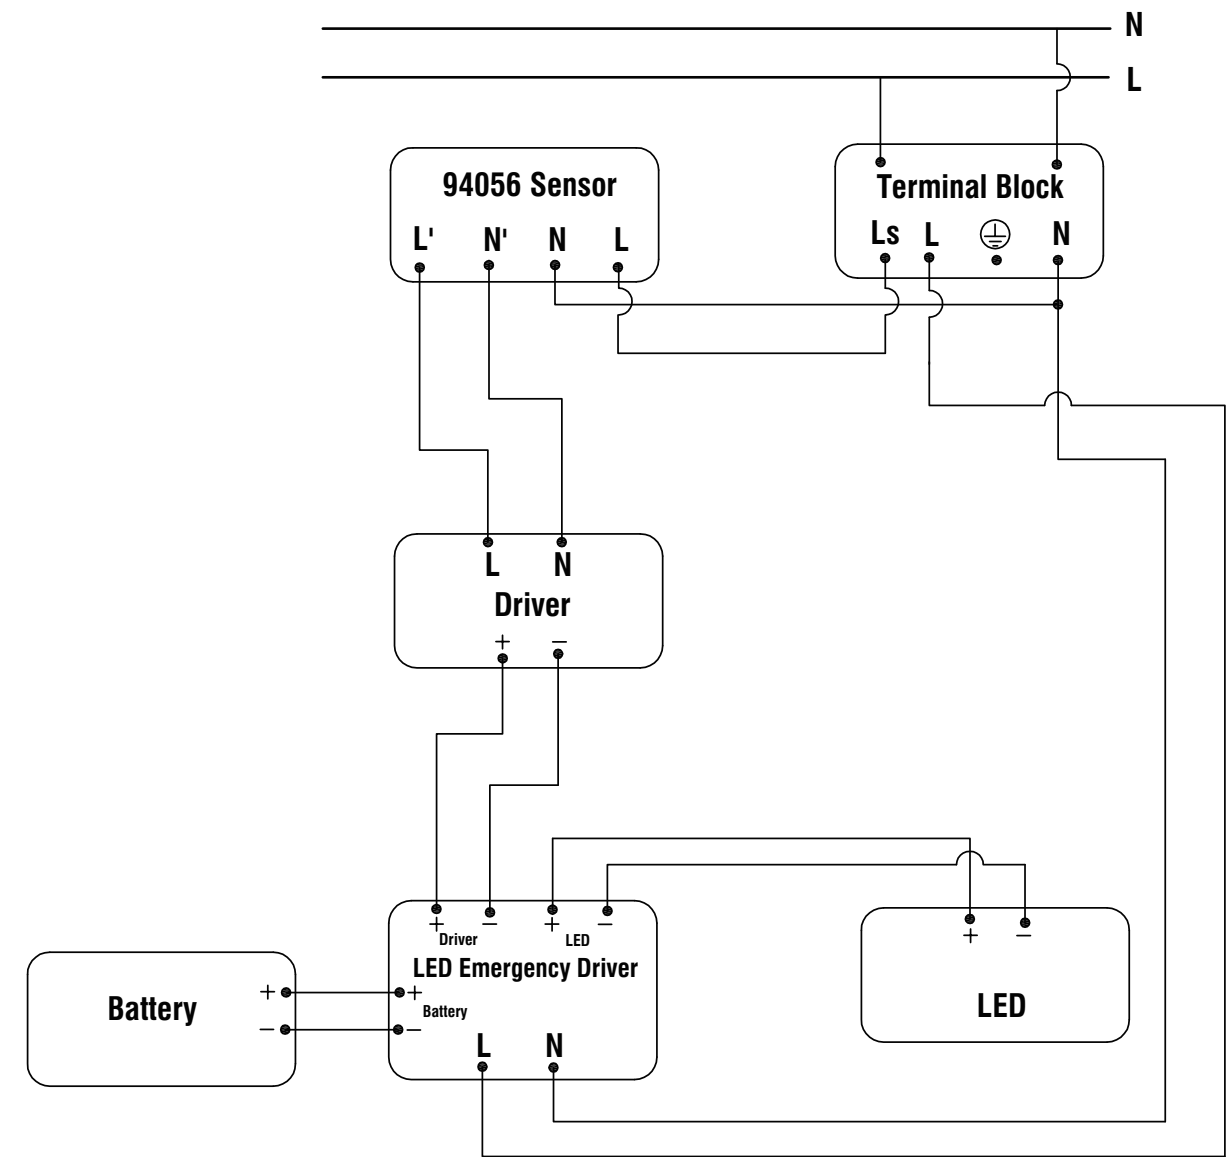 N
L
94056 Sensor
L' N' N L
Terminal Block
Ls L N
L N
Driver
+ −
+ − + −
Driver LED
LED Emergency Driver
+ Battery
−
L N
Battery
+
−
+ −
LED